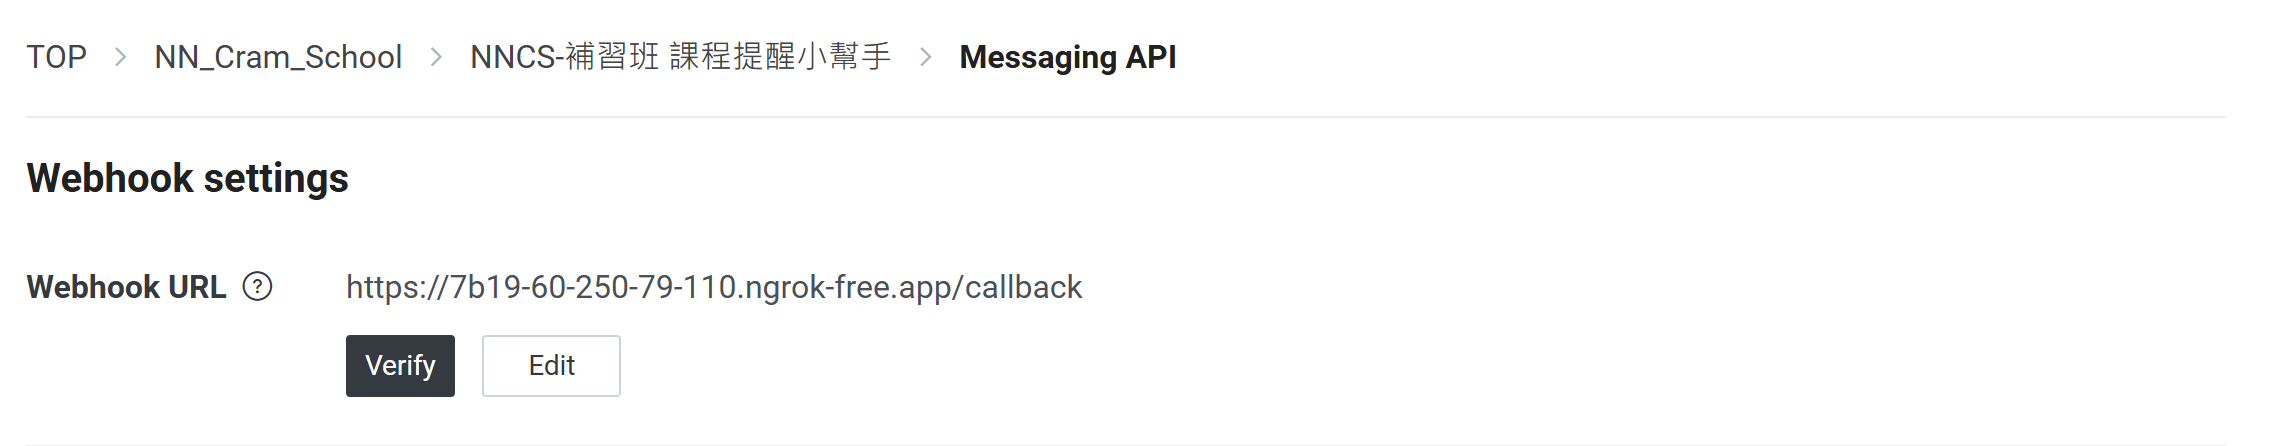 TOP > NN_Cram_School > NNCS-補習班 課程提醒小幫手 > Messaging API
Webhook settings
Webhook URL ? https://7b19-60-250-79-110.ngrok-free.app/callback
Verify Edit